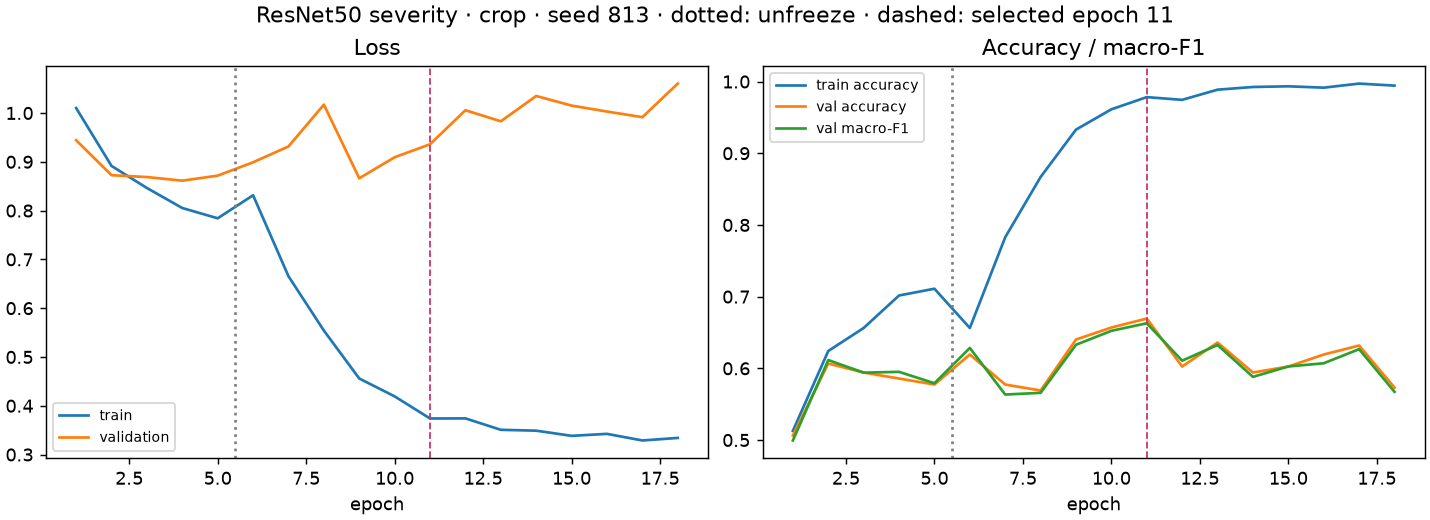 ResNet50 severity · crop · seed 813 · dotted: unfreeze · dashed: selected epoch 11
Loss
1.0
0.9
0.8
0.7
0.6
0.5
0.4
0.3
train
validation
2.5 5.0 7.5 10.0 12.5 15.0 17.5
epoch
Accuracy / macro-F1
1.0
0.9
0.8
0.7
0.6
0.5
train accuracy
val accuracy
val macro-F1
2.5 5.0 7.5 10.0 12.5 15.0 17.5
epoch